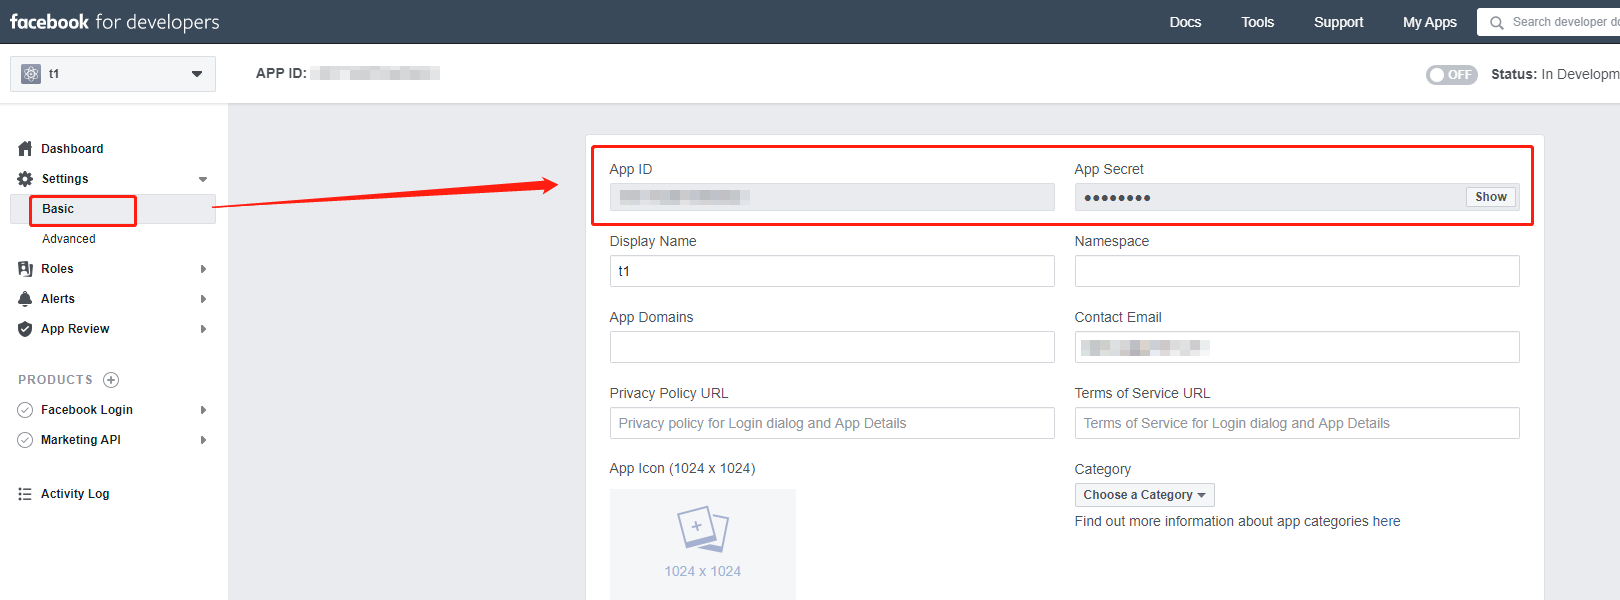 facebook for developers
Docs
Tools
Support
My Apps
Search developer do
t1
APP ID:
OFF
Status: In Developm
Dashboard
Settings
Basic
Advanced
Roles
Alerts
App Review
PRODUCTS
Facebook Login
Marketing API
Activity Log
App ID
App Secret
●●●●●●●●
Show
Display Name
Namespace
t1
App Domains
Contact Email
Privacy Policy URL
Terms of Service URL
Privacy policy for Login dialog and App Details
Terms of Service for Login dialog and App Details
App Icon (1024 x 1024)
Category
Choose a Category
Find out more information about app categories here
1024 x 1024